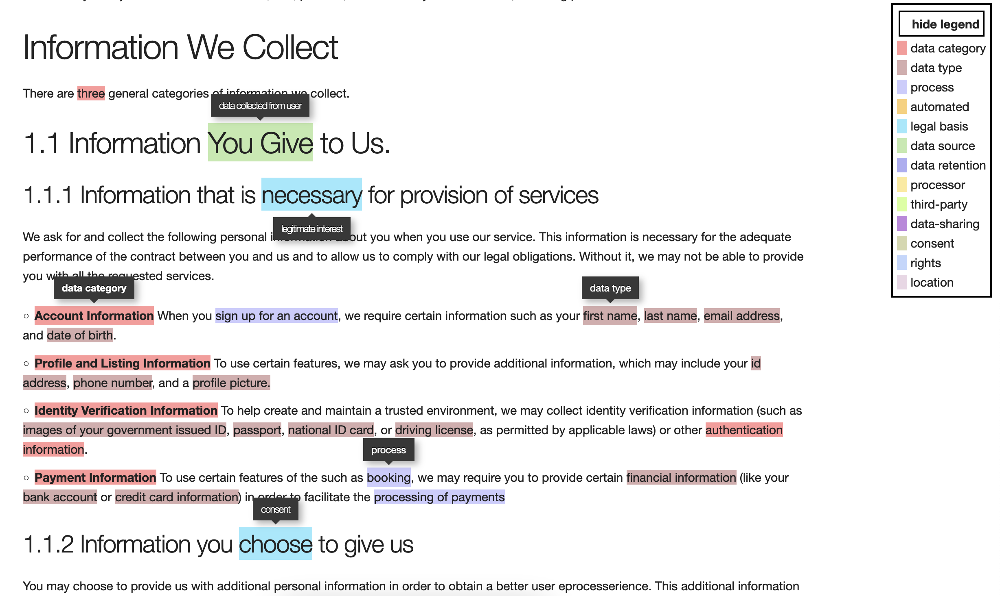 Information We Collect
There are three general categories of information we collect.
data collected from user
1.1 Information You Give to Us.
1.1.1 Information that is necessary for provision of services
legitimate interest
We ask for and collect the following personal information about you when you use our service. This information is necessary for the adequate
performance of the contract between you and us and to allow us to comply with our legal obligations. Without it, we may not be able to provide
you with all the requested services.
data category
data type
○ Account Information When you sign up for an account, we require certain information such as your first name, last name, email address,
and date of birth.
○ Profile and Listing Information To use certain features, we may ask you to provide additional information, which may include your id
address, phone number, and a profile picture.
○ Identity Verification Information To help create and maintain a trusted environment, we may collect identity verification information (such as
images of your government issued ID, passport, national ID card, or driving license, as permitted by applicable laws) or other authentication
information.
process
○ Payment Information To use certain features of the such as booking, we may require you to provide certain financial information (like your
bank account or credit card information) in order to facilitate the processing of payments
consent
1.1.2 Information you choose to give us
You may choose to provide us with additional personal information in order to obtain a better user eprocesserience. This additional information
hide legend
data category
data type
process
automated
legal basis
data source
data retention
processor
third-party
data-sharing
consent
rights
location